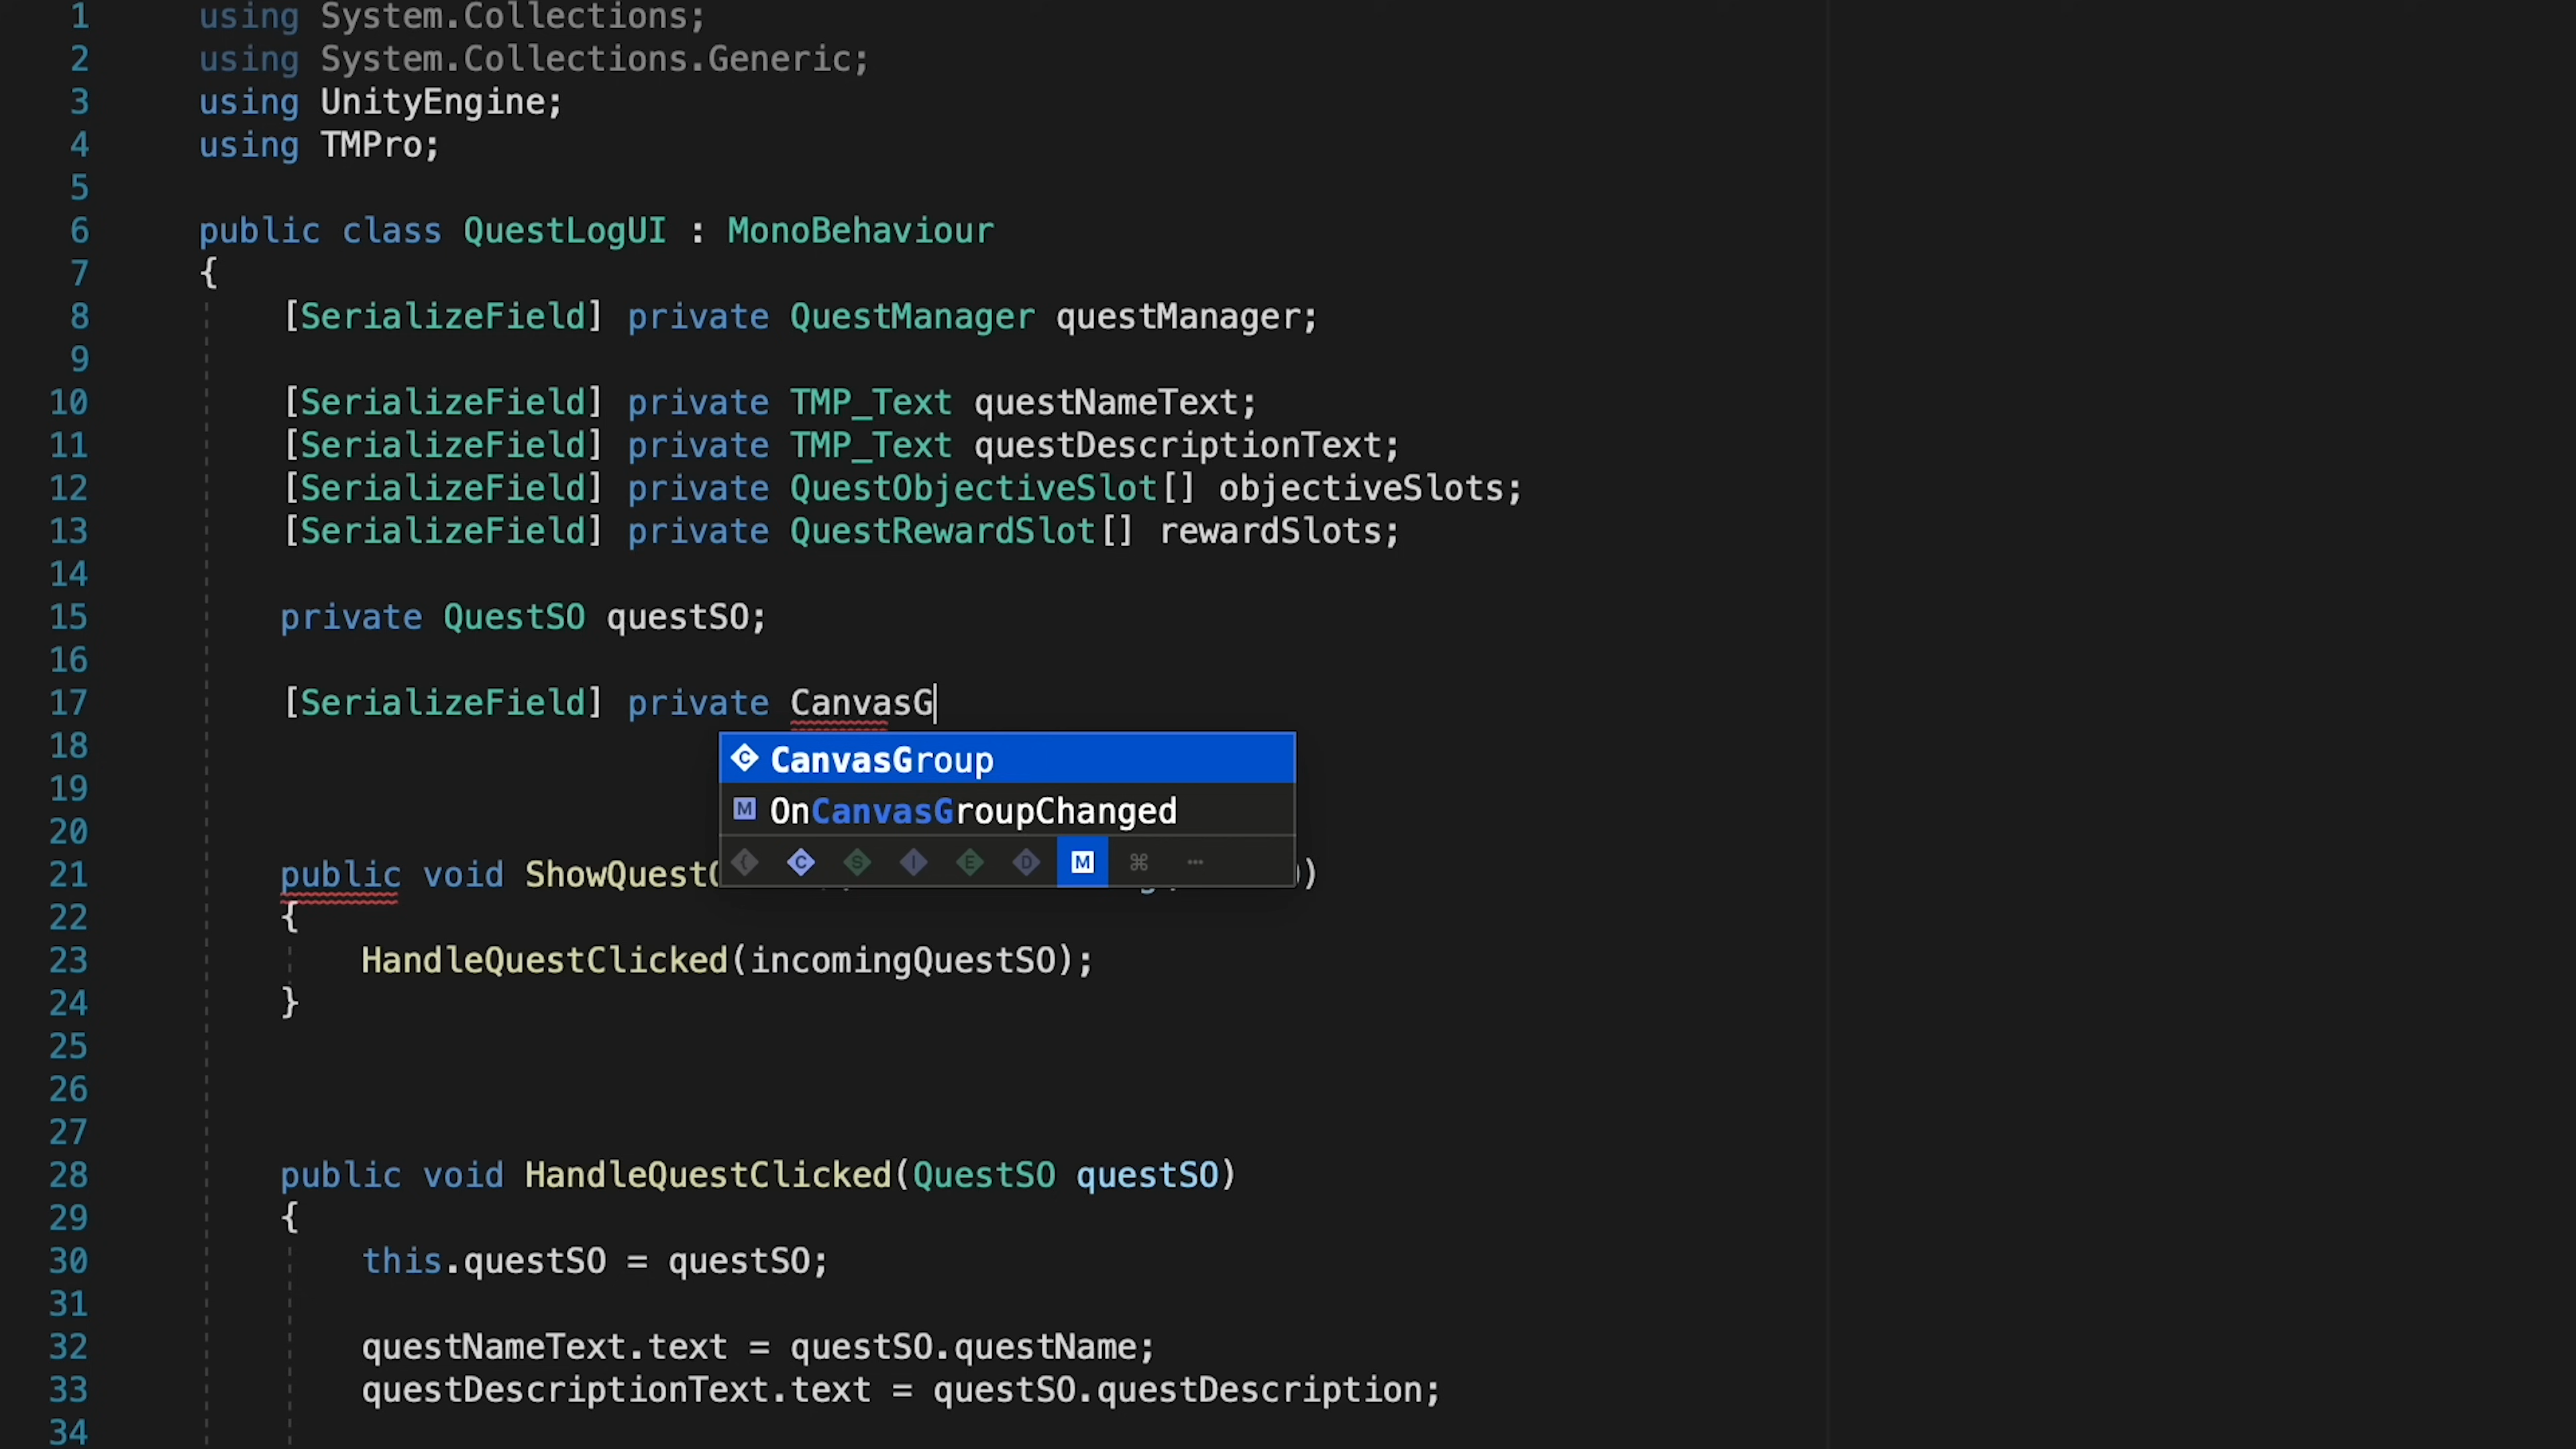 1 using System.Collections;
2 using System.Collections.Generic;
3 using UnityEngine;
4 using TMPro;
5
6 public class QuestLogUI : MonoBehaviour
7 {
8 [SerializeField] private QuestManager questManager;
9
10 [SerializeField] private TMP_Text questNameText;
11 [SerializeField] private TMP_Text questDescriptionText;
12 [SerializeField] private QuestObjectiveSlot[] objectiveSlots;
13 [SerializeField] private QuestRewardSlot[] rewardSlots;
14
15 private QuestSO questSO;
16
17 [SerializeField] private CanvasG
18 CanvasGroup
19 OnCanvasGroupChanged
20
{ C S I E D M ⌘ ...
21 public void ShowQuest )
22 {
23 HandleQuestClicked(incomingQuestSO);
24 }
25
26
27
28 public void HandleQuestClicked(QuestSO questSO)
29 {
30 this.questSO = questSO;
31
32 questNameText.text = questSO.questName;
33 questDescriptionText.text = questSO.questDescription;
34